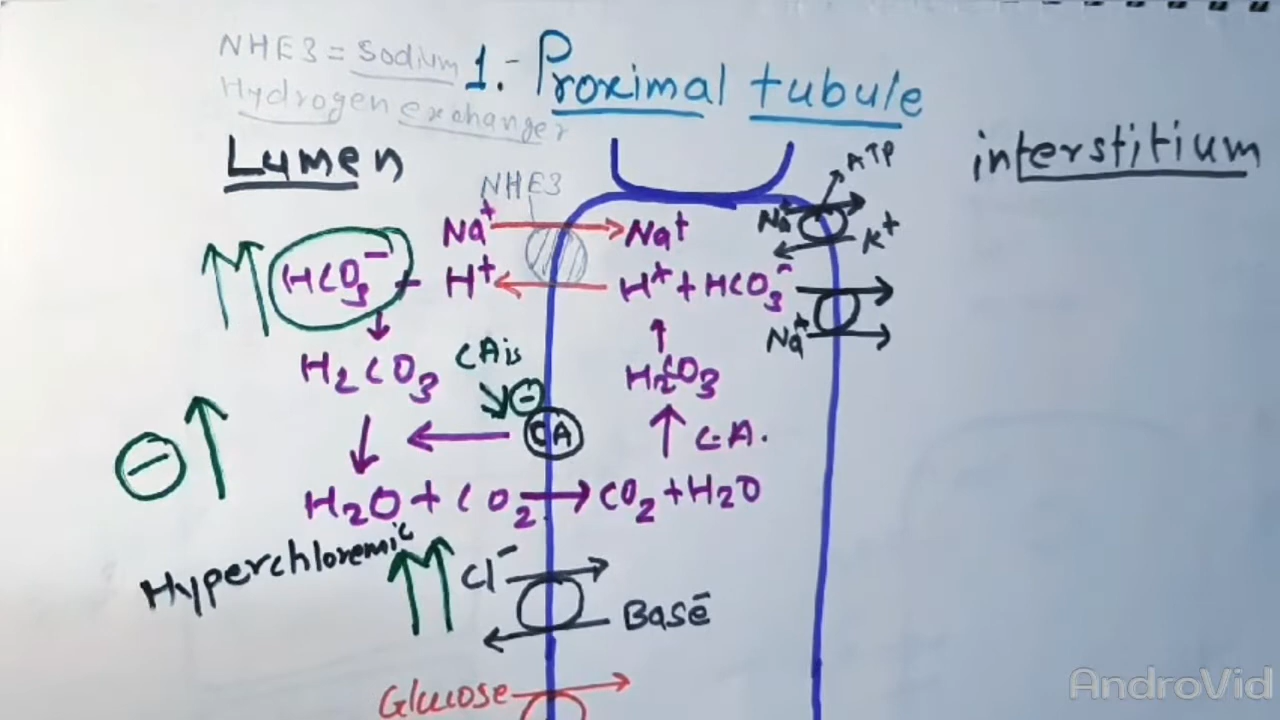 NHE3 = Sodium
Hydrogen exchanger
1.- Proximal tubule
Lumen
interstitium
NHE3
ATP
Na+
Na+
Na
K+
HCO3- + H+
H+ + HCO3-
Na+
CAis
H2CO3
H2CO3
CA
C.A.
H2O + CO2
CO2 + H2O
Hyperchloremic
Cl-
Base-
Glucose
AndroVid